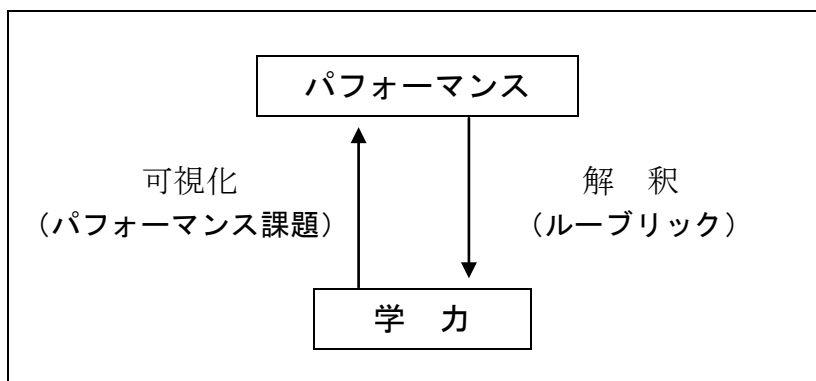 パフォーマンス
可視化
(パフォーマンス課題)
解　釈
(ルーブリック)
学　力